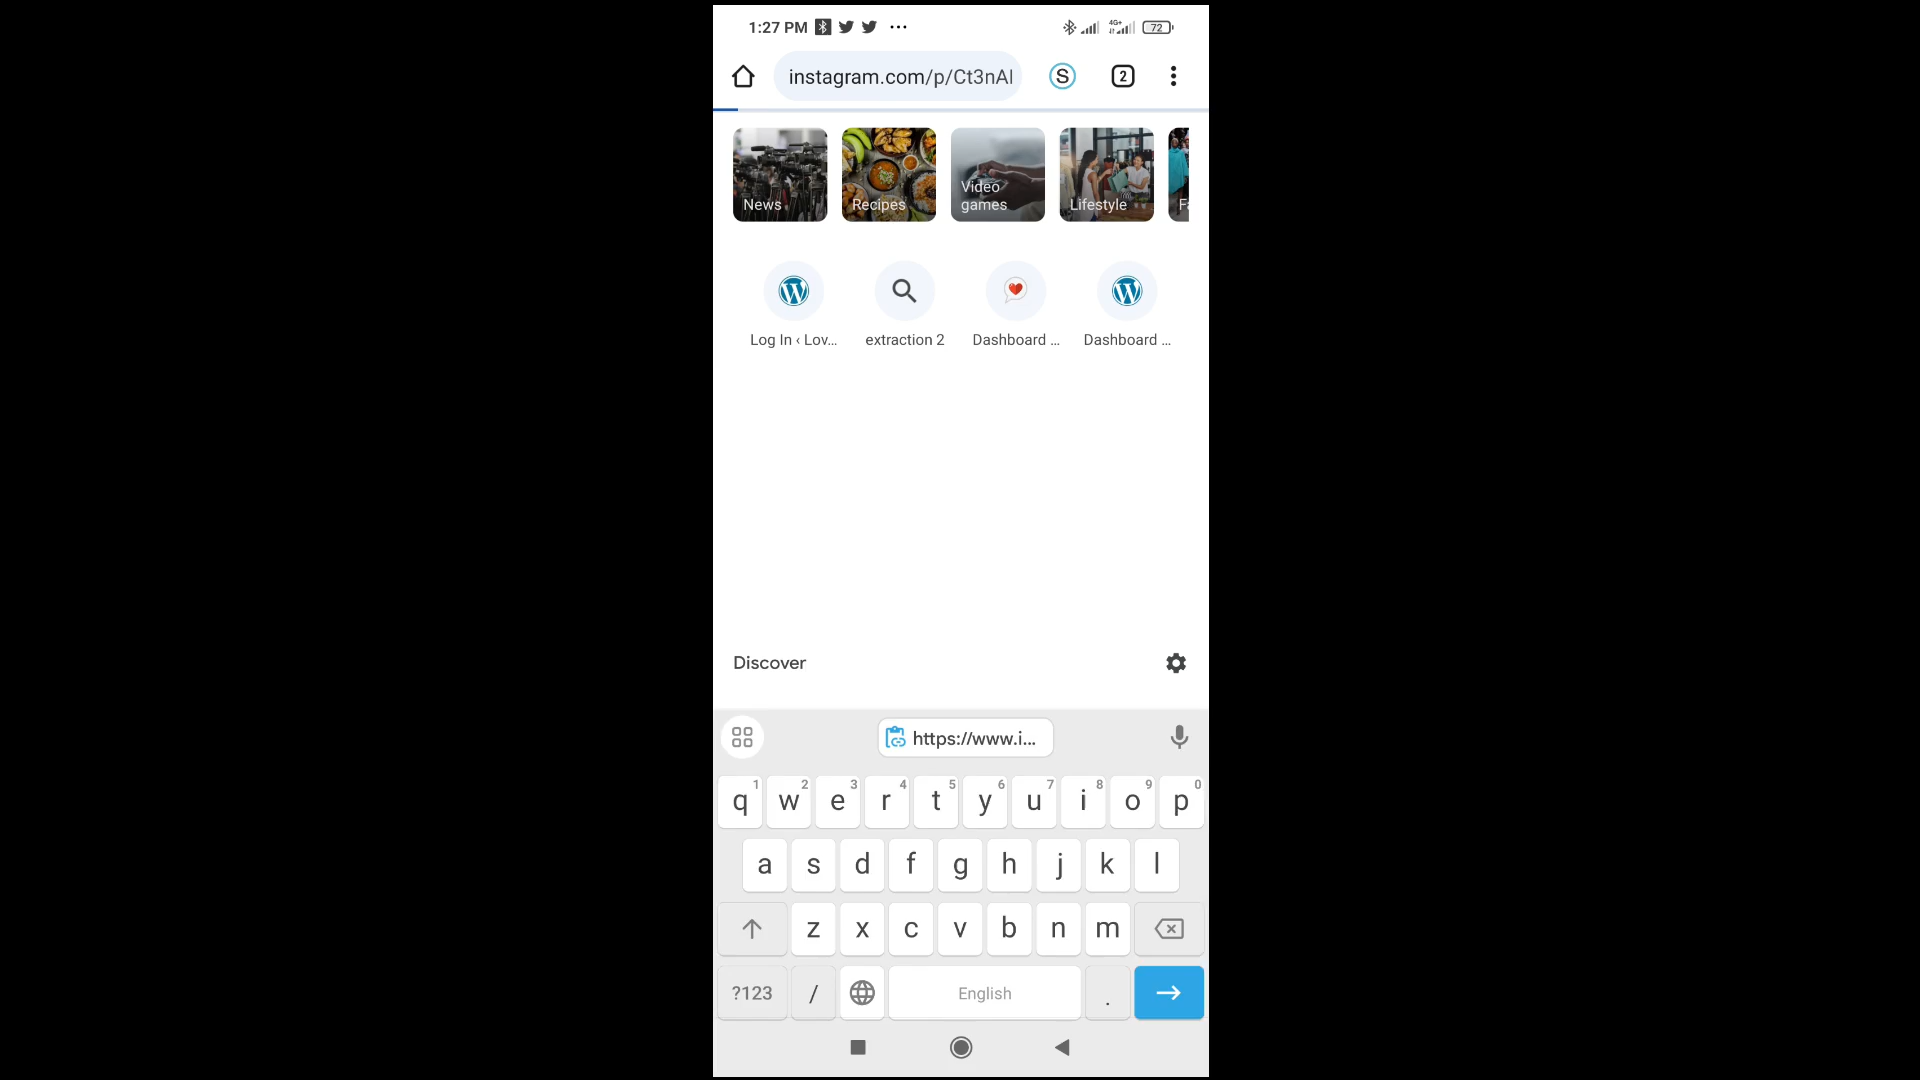 1:27 PM
4G+
72
instagram.com/p/Ct3nAl
S
2
News
Recipes
Video
games
Lifestyle
Log In ‹ Lov...
extraction 2
Dashboard ...
Dashboard ...
Discover
https://www.i...
1 2 3 4 5 6 7 8 9 0
q w e r t y u i o p
a s d f g h j k l
z x c v b n m
?123 / English .